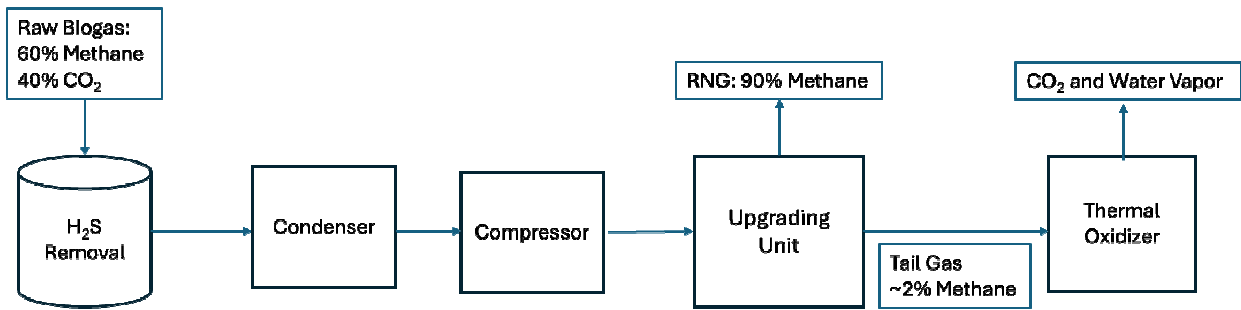 Raw Biogas:
60% Methane
40% CO₂
RNG: 90% Methane
CO₂ and Water Vapor
H₂S
Removal
Condenser
Compressor
Upgrading
Unit
Tail Gas
~2% Methane
Thermal
Oxidizer